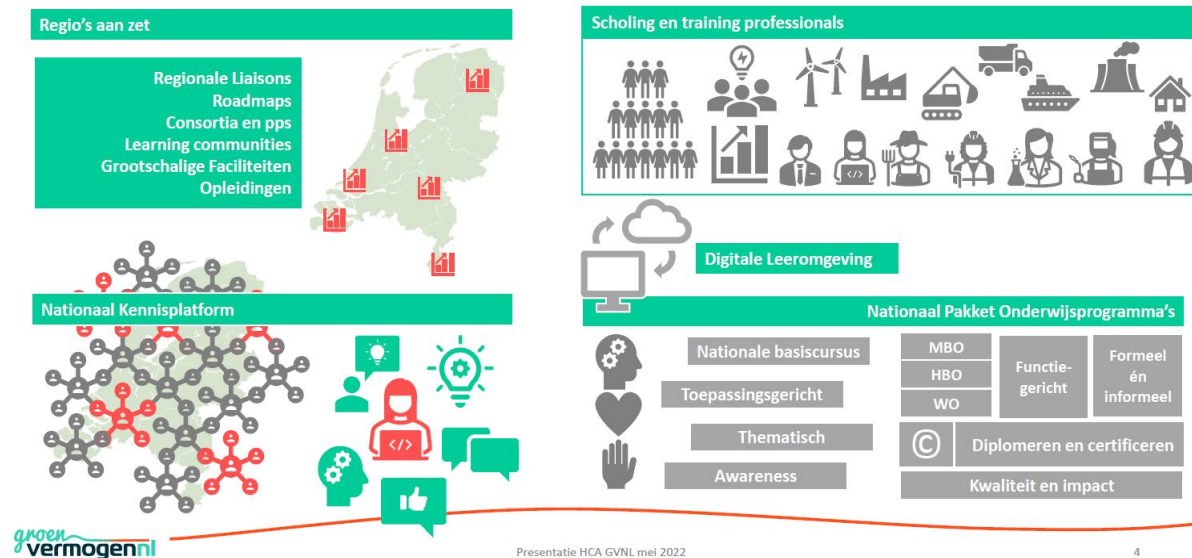 Regio's aan zet
Regionale Liaisons
Roadmaps
Consortia en pps
Learning communities
Grootschalige Faciliteiten
Opleidingen
Nationaal Kennisplatform
</>
Scholing en training professionals
</>
Digitale Leeromgeving
Nationaal Pakket Onderwijsprogramma's
Nationale basiscursus
Toepassingsgericht
Thematisch
Awareness
MBO
HBO
WO
Functie-
gericht
Formeel
én
informeel
© Diplomeren en certificeren
Kwaliteit en impact
groen
vermogennl
Presentatie HCA GVNL mei 2022
4